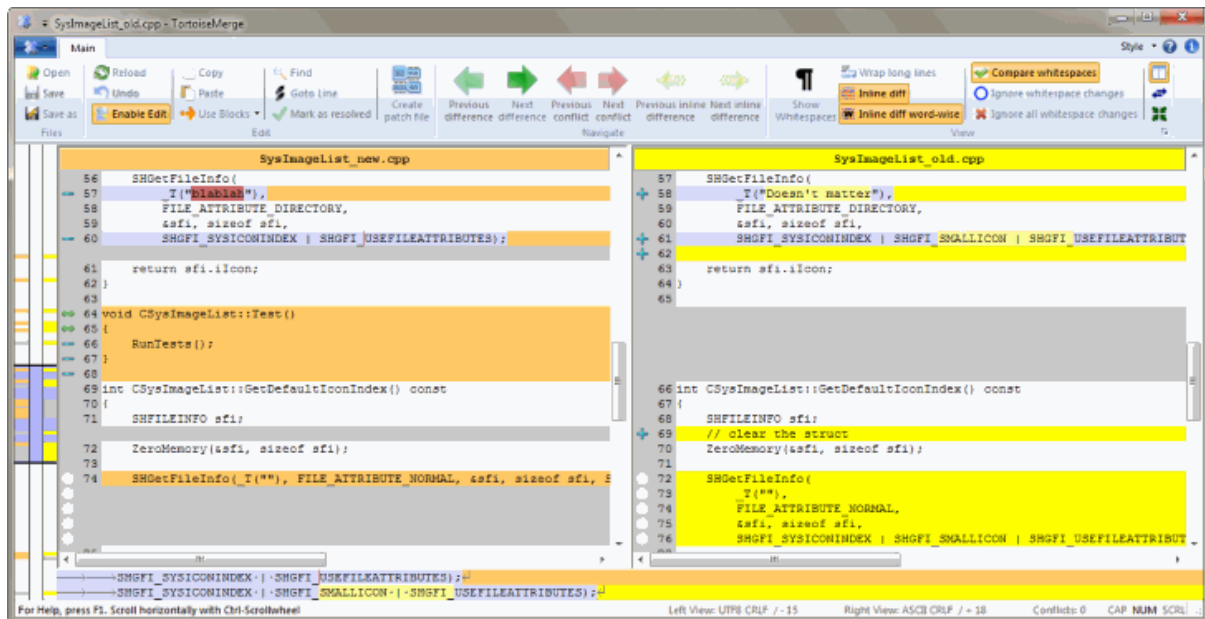 SysImageList_old.cpp - TortoiseMerge
Main
Style
Open Reload Copy Find Wrap long lines Compare whitespaces
Save Undo Paste Goto Line Inline diff Ignore whitespace changes
Save as Enable Edit Use Blocks Mark as resolved Create patch file Previous difference Next difference Previous conflict Next conflict Previous inline difference Next inline difference Show Whitespaces Inline diff word-wise Ignore all whitespace changes
Files Edit Navigate View
SysImageList_new.cpp
56 SHGetFileInfo(
57 _T("blablah"),
58 FILE_ATTRIBUTE_DIRECTORY,
59 &sfi, sizeof sfi,
60 SHGFI_SYSICONINDEX | SHGFI_USEFILEATTRIBUTES);
61 return sfi.iIcon;
62 }
63
64 void CSysImageList::Test()
65 {
66 RunTests();
67 }
68
69 int CSysImageList::GetDefaultIconIndex() const
70 {
71 SHFILEINFO sfi;
72 ZeroMemory(&sfi, sizeof sfi);
73
74 SHGetFileInfo(_T(""), FILE_ATTRIBUTE_NORMAL, &sfi, sizeof sfi, S
SysImageList_old.cpp
57 SHGetFileInfo(
58 _T("Doesn't matter"),
59 FILE_ATTRIBUTE_DIRECTORY,
60 &sfi, sizeof sfi,
61 SHGFI_SYSICONINDEX | SHGFI_SMALLICON | SHGFI_USEFILEATTRIBUT
62
63 return sfi.iIcon;
64 }
65
66 int CSysImageList::GetDefaultIconIndex() const
67 {
68 SHFILEINFO sfi;
69 // clear the struct
70 ZeroMemory(&sfi, sizeof sfi);
71
72 SHGetFileInfo(
73 _T(""),
74 FILE_ATTRIBUTE_NORMAL,
75 &sfi, sizeof sfi,
76 SHGFI_SYSICONINDEX | SHGFI_SMALLICON | SHGFI_USEFILEATTRIBUT
SHGFI_SYSICONINDEX·|·SHGFI_USEFILEATTRIBUTES);
SHGFI_SYSICONINDEX·|·SHGFI_SMALLICON·|·SHGFI_USEFILEATTRIBUTES);
For Help, press F1. Scroll horizontally with Ctrl-Scrollwheel Left View: UTF8 CRLF / - 15 Right View: ASCII CRLF / + 18 Conflicts: 0 CAP NUM SCRL